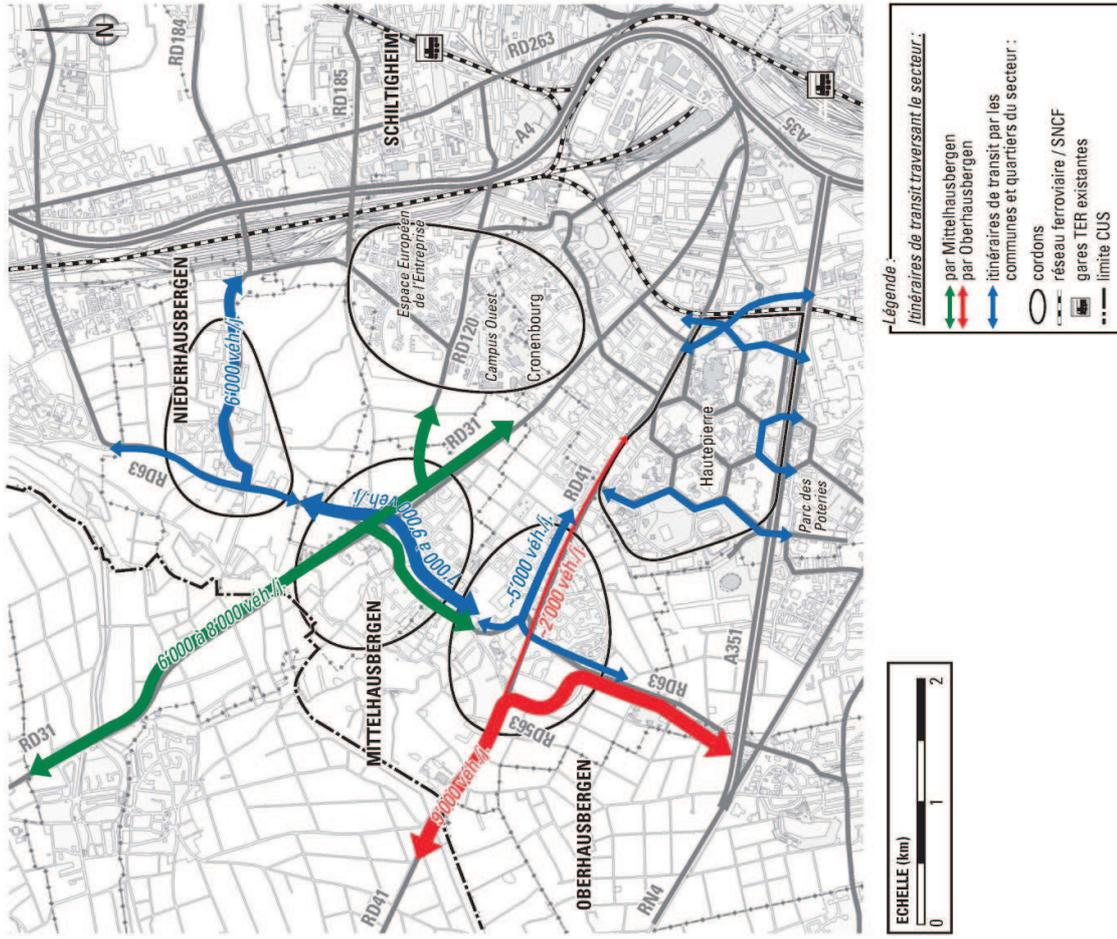 RD184
RD185
SCHILTIGHEIM
RD263
A4
A35
NIEDERHAUSBERGEN
6'000 véh./j.
Espace Européen
de l'Entreprise
RD120
Campus Ouest
Cronenbourg
RD63
RD31
7'000 à 9'000
véh./j.
6'000 à 8'000 véh./j.
RD31
MITTELHAUSBERGEN
RD41
~5'000 véh./j.
~2'000 véh./j.
Hautepierre
Parc des
Poteries
A351
RD63
RD563
9'000 véh./j.
RD41
OBERHAUSBERGEN
RN4
N
ECHELLE (km)
0 1 2
Légende :
Itinéraires de transit traversant le secteur :
par Mittelhausbergen
par Oberhausbergen
itinéraires de transit par les
communes et quartiers du secteur :
cordons
réseau ferroviaire / SNCF
gares TER existantes
limite CUS